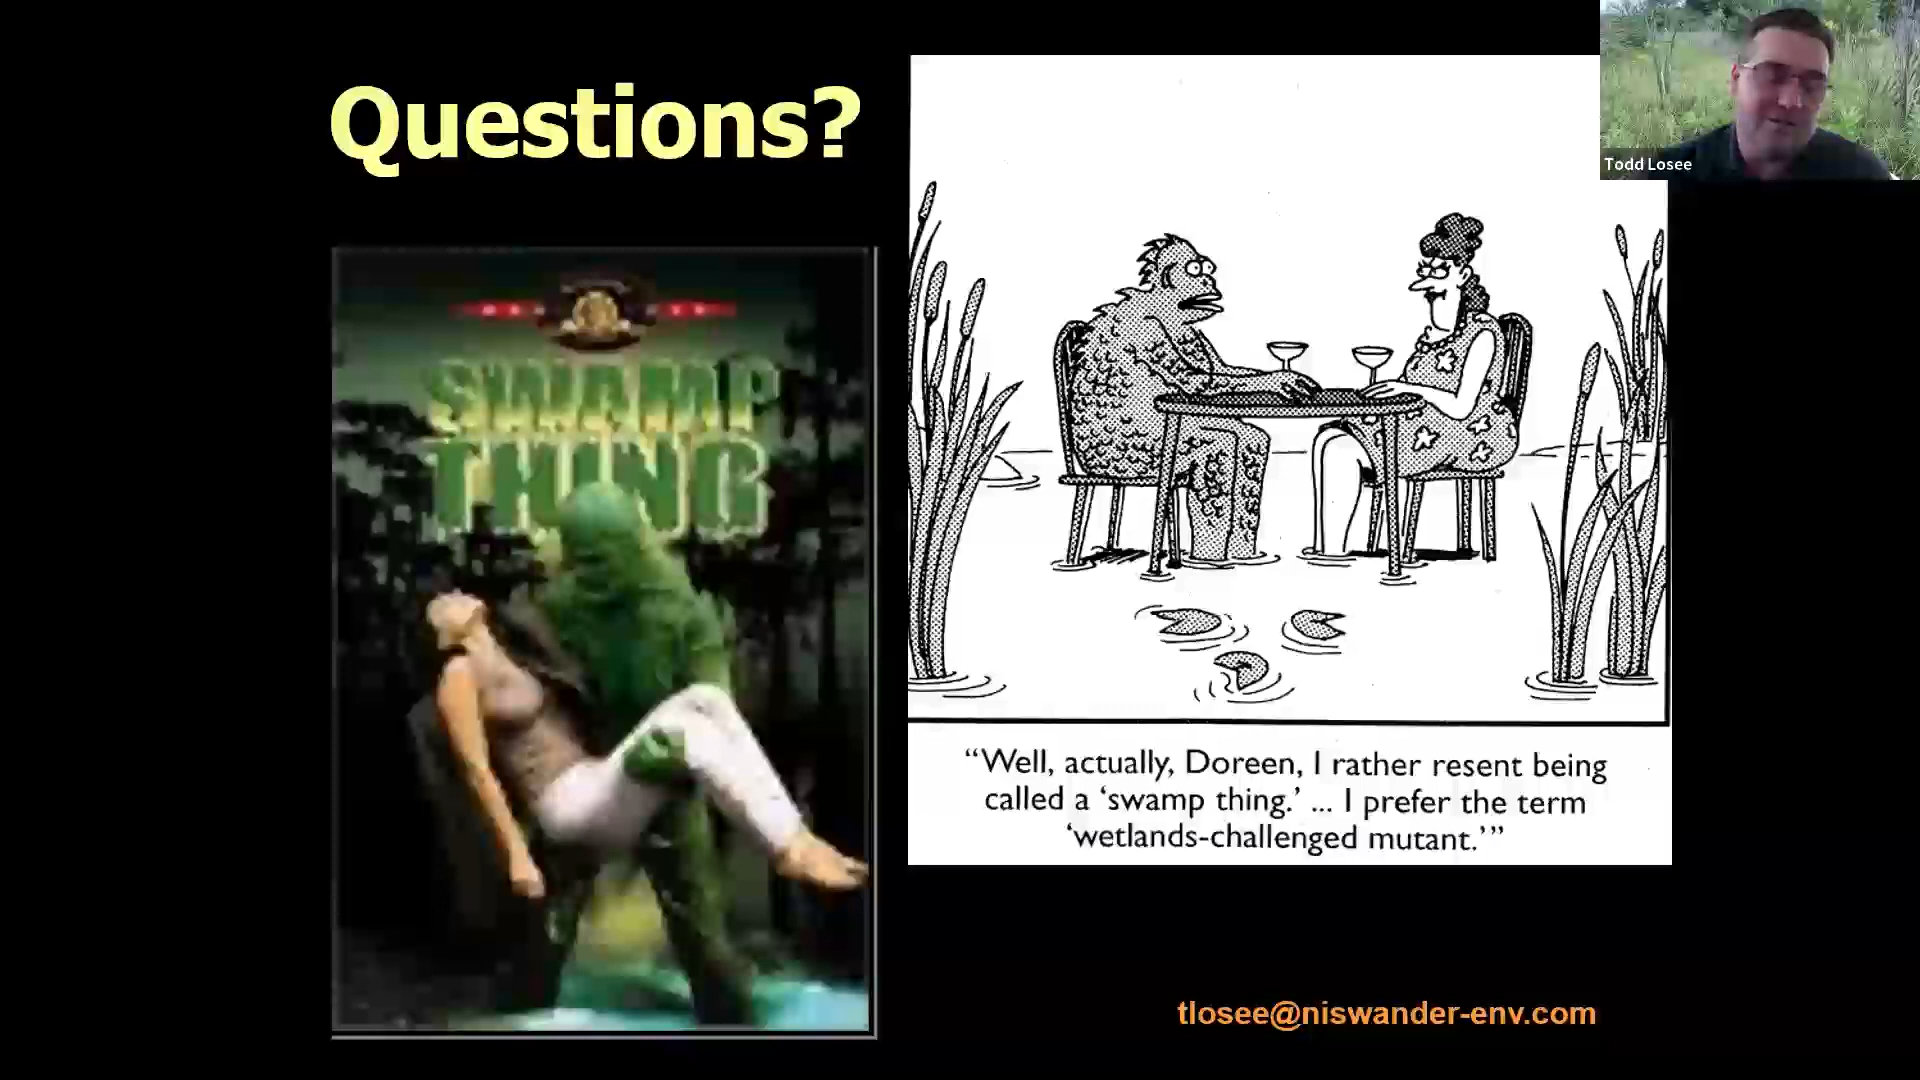 Questions?
Todd Losee
SWAMP
THING
“Well, actually, Doreen, I rather resent being
called a ‘swamp thing.’ ... I prefer the term
‘wetlands-challenged mutant.’”
tlosee@niswander-env.com